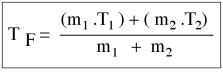 T F = (m1 .T1 ) + ( m2 .T2)
m1 + m2